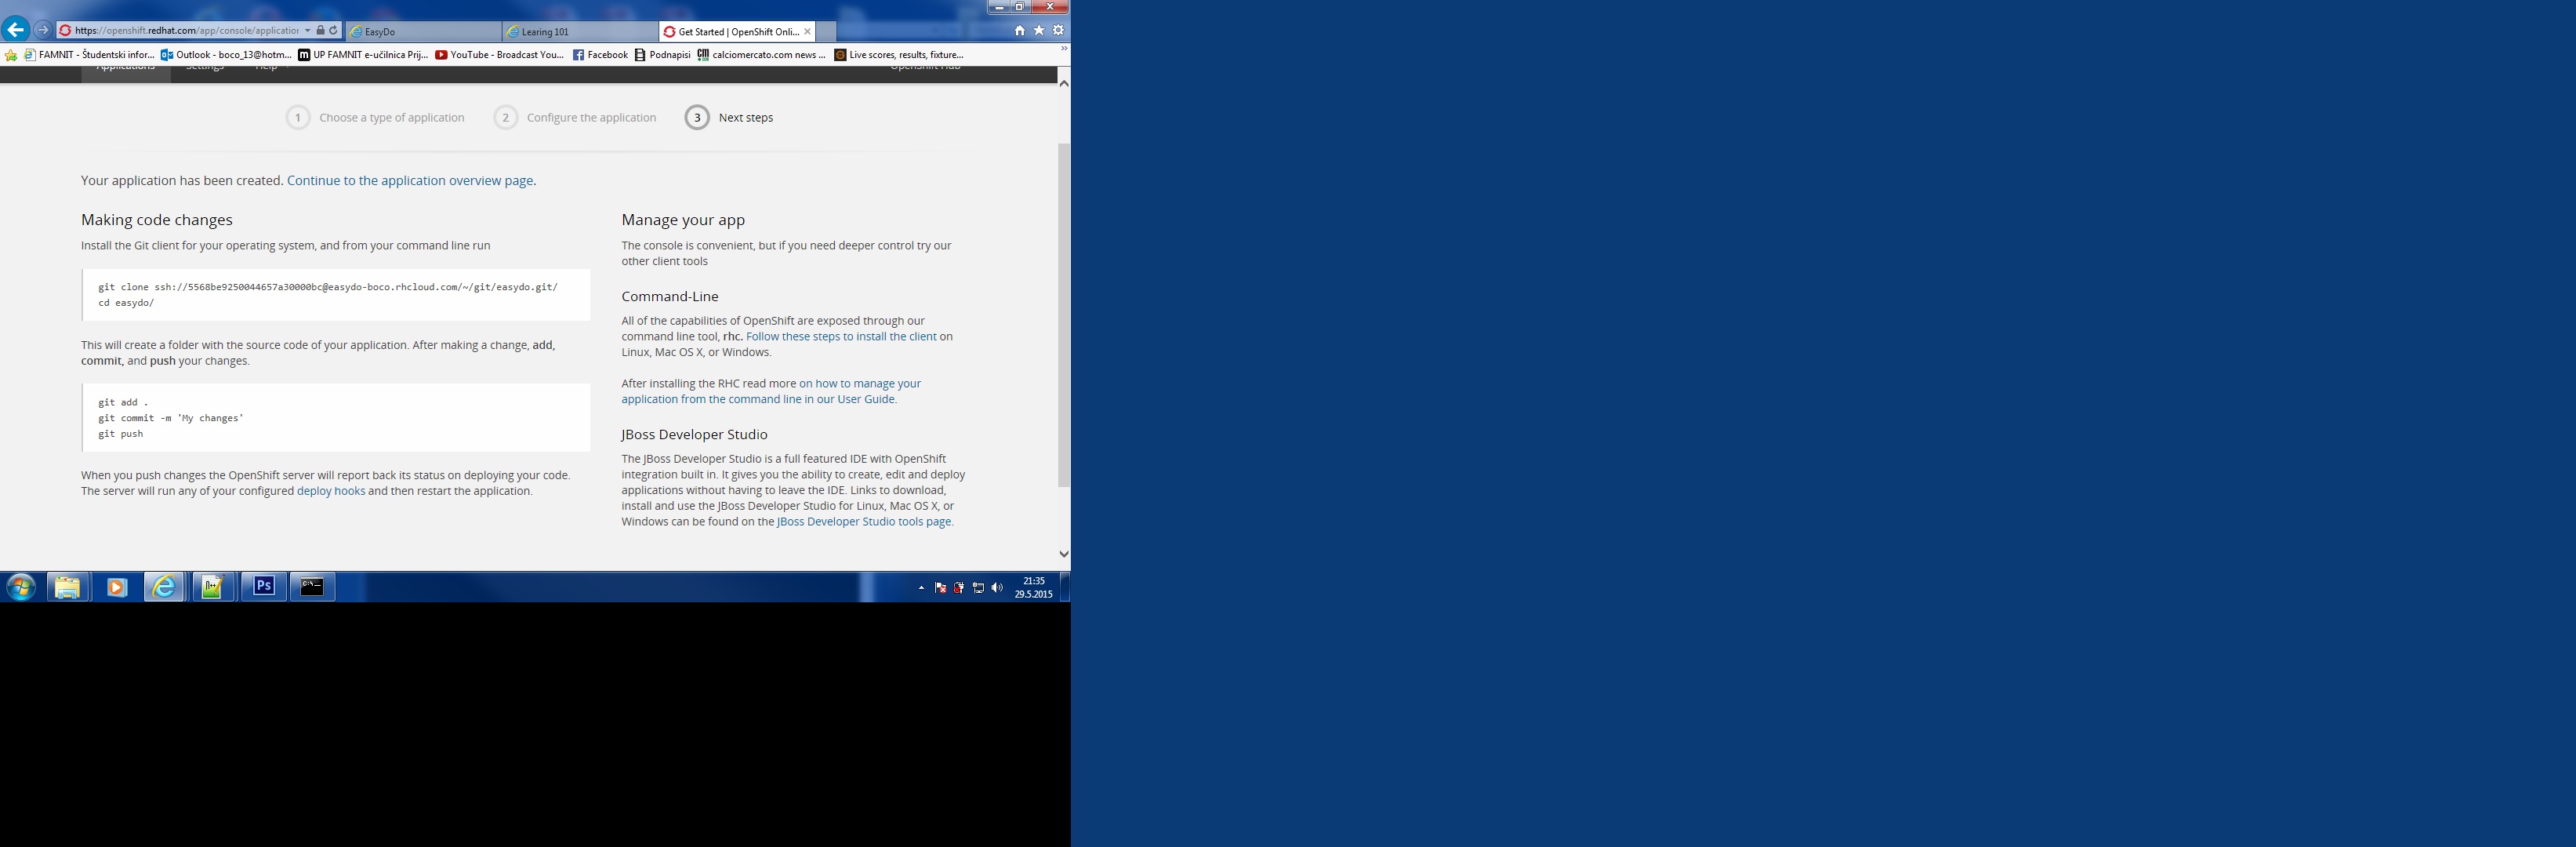 https://openshift.redhat.com/app/console/application
EasyDo
Learing 101
Get Started | OpenShift Onli...
FAMNIT - Študentski infor...
Outlook - boco_13@hotm...
UP FAMNIT e-učilnica Prij...
YouTube - Broadcast You...
Facebook
Podnapisi
calciomercato.com news ...
Live scores, results, fixture...
Applications
Settings
Help
OpenShift Hub
1 Choose a type of application
2 Configure the application
3 Next steps
Your application has been created. Continue to the application overview page.
Making code changes
Install the Git client for your operating system, and from your command line run
git clone ssh://5568be9250044657a30000bc@easydo-boco.rhcloud.com/~/git/easydo.git/
cd easydo/
This will create a folder with the source code of your application. After making a change, add,
commit, and push your changes.
git add .
git commit -m 'My changes'
git push
When you push changes the OpenShift server will report back its status on deploying your code.
The server will run any of your configured deploy hooks and then restart the application.
Manage your app
The console is convenient, but if you need deeper control try our
other client tools
Command-Line
All of the capabilities of OpenShift are exposed through our
command line tool, rhc. Follow these steps to install the client on
Linux, Mac OS X, or Windows.
After installing the RHC read more on how to manage your
application from the command line in our User Guide.
JBoss Developer Studio
The JBoss Developer Studio is a full featured IDE with OpenShift
integration built in. It gives you the ability to create, edit and deploy
applications without having to leave the IDE. Links to download,
install and use the JBoss Developer Studio for Linux, Mac OS X, or
Windows can be found on the JBoss Developer Studio tools page.
Ps
21:35
29.5.2015